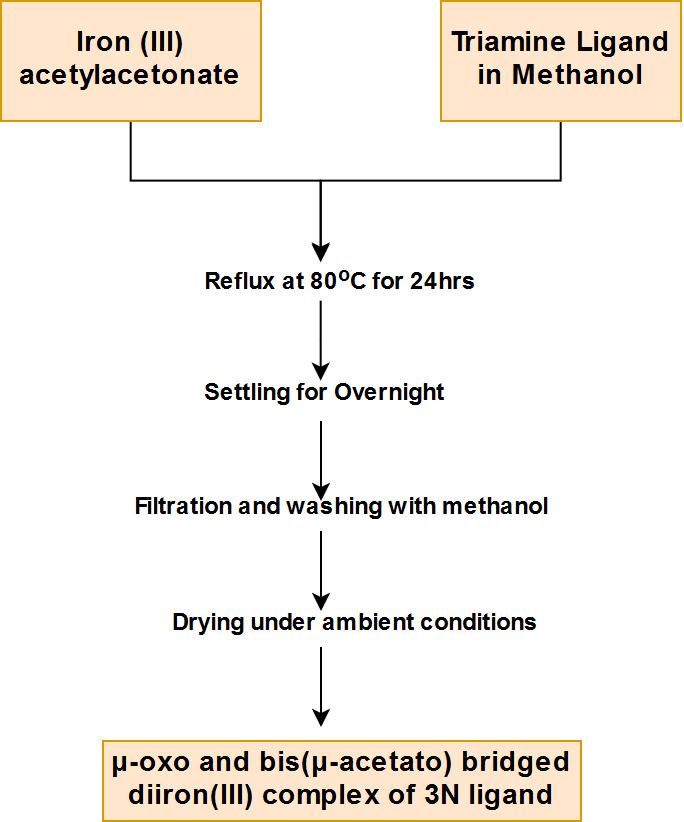 Iron (III)
acetylacetonate
Triamine Ligand
in Methanol
Reflux at 80ᴼC for 24hrs
Settling for Overnight
Filtration and washing with methanol
Drying under ambient conditions
μ-oxo and bis(μ-acetato) bridged
diiron(III) complex of 3N ligand